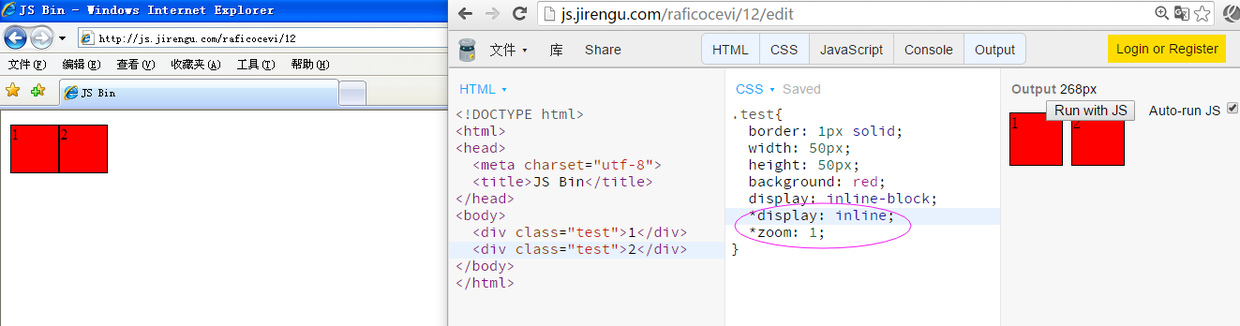 JS Bin - Windows Internet Explorer
http://js.jirengu.com/raficocevi/12
文件(F) 编辑(E) 查看(V) 收藏夹(A) 工具(T) 帮助(H)
JS Bin
1 2
js.jirengu.com/raficocevi/12/edit
文件 库 Share HTML CSS JavaScript Console Output Login or Register
HTML
<!DOCTYPE html>
<html>
<head>
<meta charset="utf-8">
<title>JS Bin</title>
</head>
<body>
<div class="test">1</div>
<div class="test">2</div>
</body>
</html>
CSS Saved
.test{
border: 1px solid;
width: 50px;
height: 50px;
background: red;
display: inline-block;
*display: inline;
*zoom: 1;
}
Output 268px
Run with JS Auto-run JS
1 2